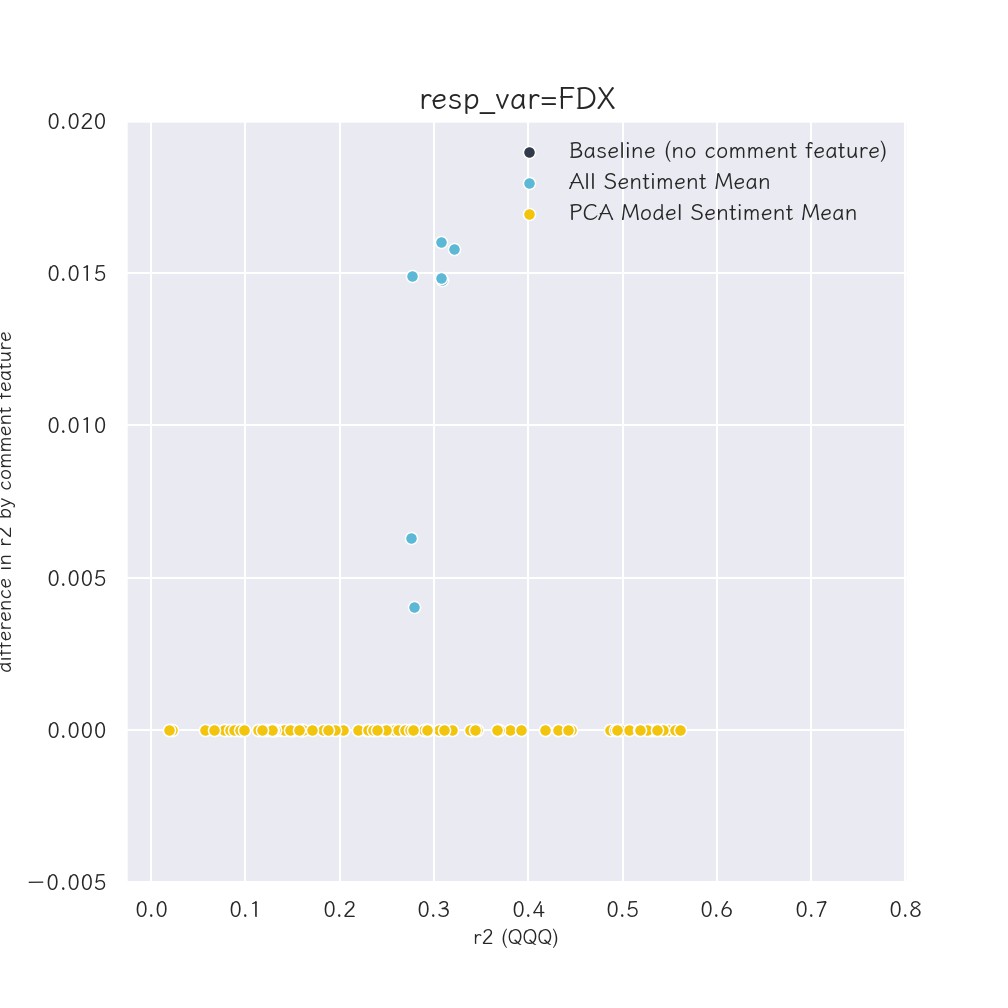 resp_var=FDX
0.020
0.015
0.010
0.005
0.000
−0.005
difference in r2 by comment feature
Baseline (no comment feature)
All Sentiment Mean
PCA Model Sentiment Mean
0.0 0.1 0.2 0.3 0.4 0.5 0.6 0.7 0.8
r2 (QQQ)